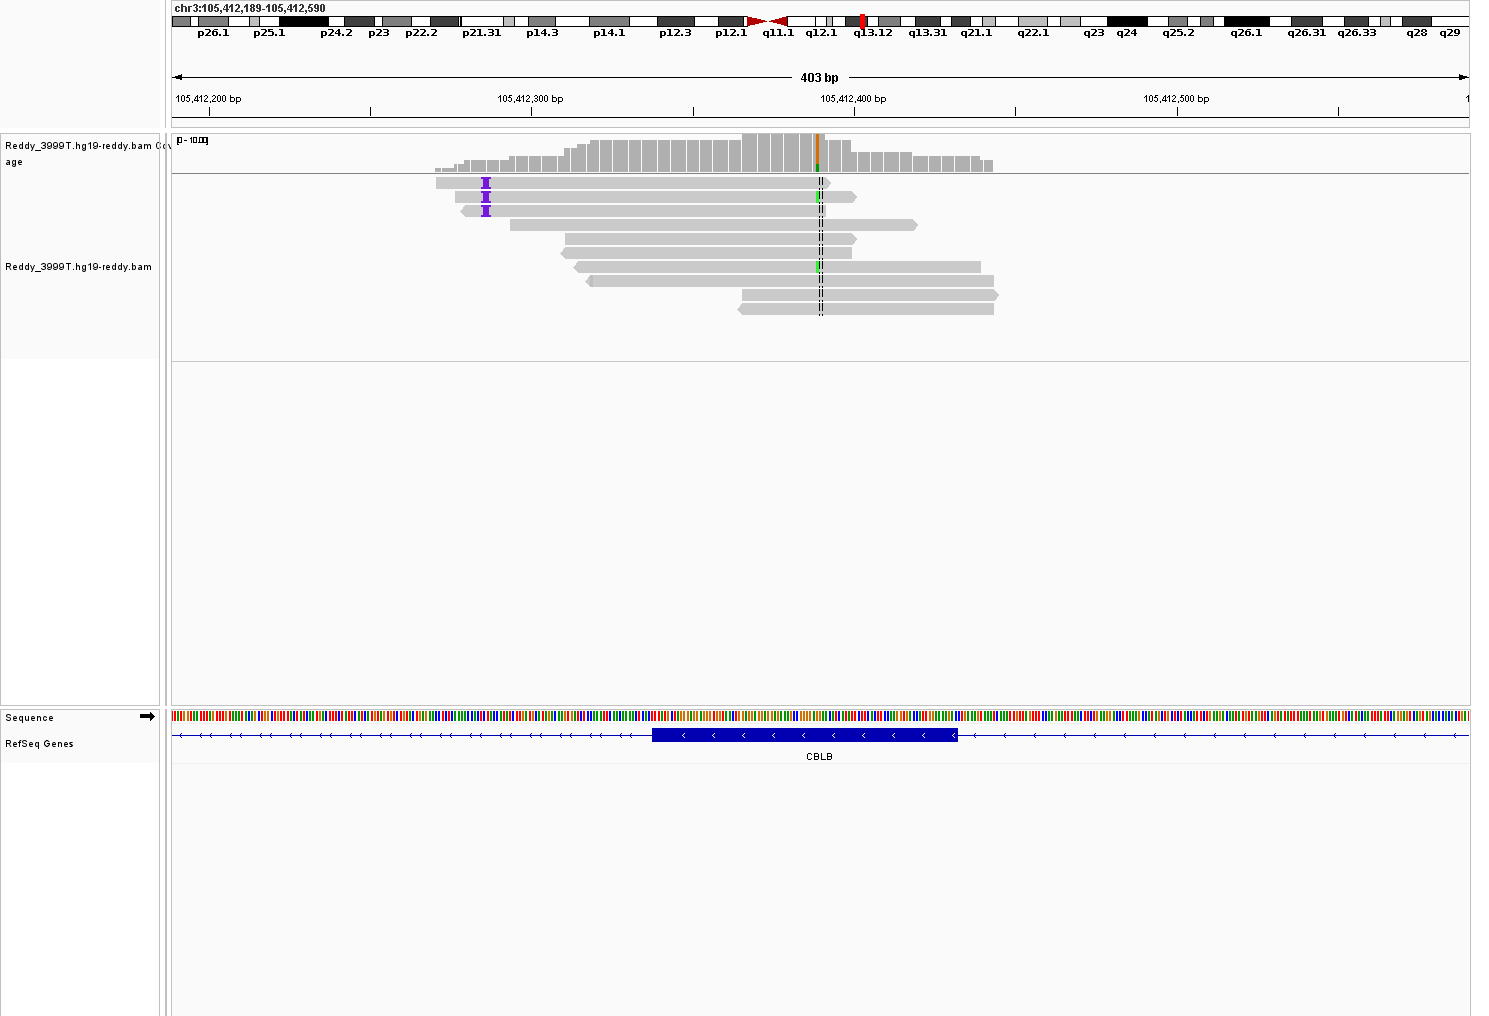 chr3:105,412,189-105,412,590
p26.1 p25.1 p24.2 p23 p22.2 p21.31 p14.3 p14.1 p12.3 p12.1 q11.1 q12.1 q13.12 q13.31 q21.1 q22.1 q23 q24 q25.2 q26.1 q26.31 q26.33 q28 q29
403 bp
105,412,200 bp 105,412,300 bp 105,412,400 bp 105,412,500 bp 1
[0 - 10.00]
Reddy_3999T.hg19-reddy.bam Cov
age
Reddy_3999T.hg19-reddy.bam
Sequence
RefSeq Genes
CBLB